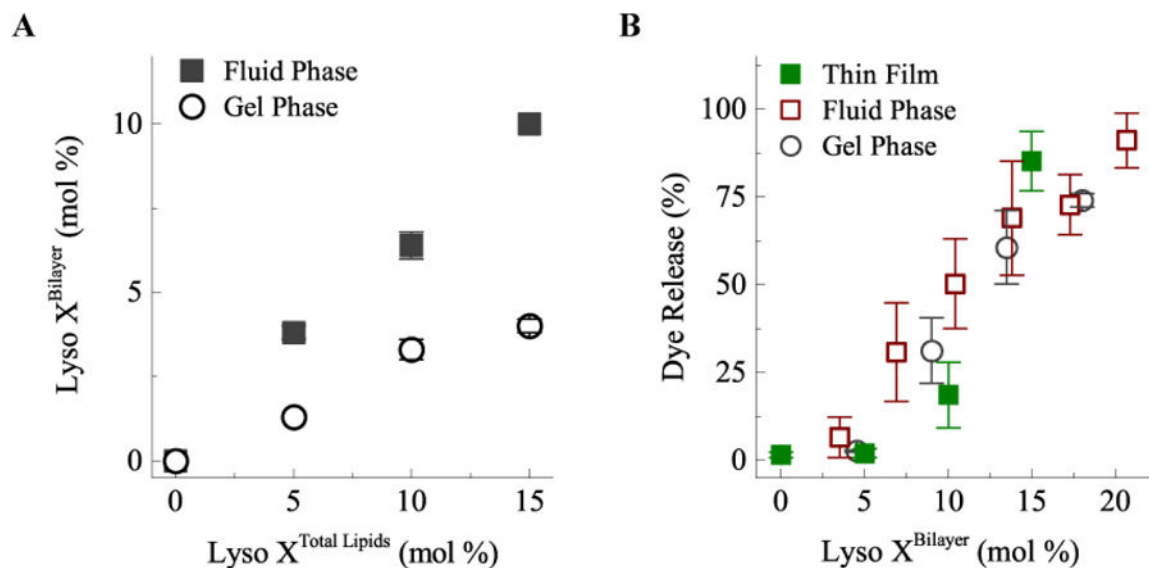 A
Fluid Phase
Gel Phase
10
5
0
Lyso X^Bilayer (mol %)
0 5 10 15
Lyso X^Total Lipids (mol %)
B
Thin Film
Fluid Phase
Gel Phase
100
75
50
25
0
Dye Release (%)
0 5 10 15 20
Lyso X^Bilayer (mol %)